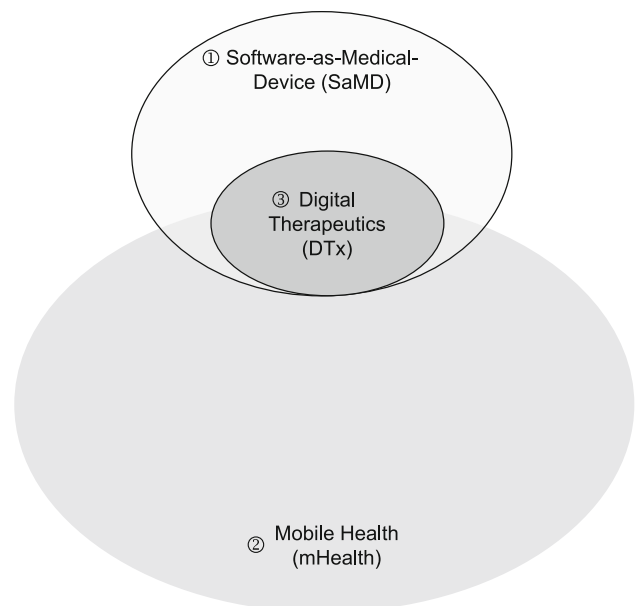 ① Software-as-Medical-
Device (SaMD)
③ Digital
Therapeutics
(DTx)
② Mobile Health
(mHealth)